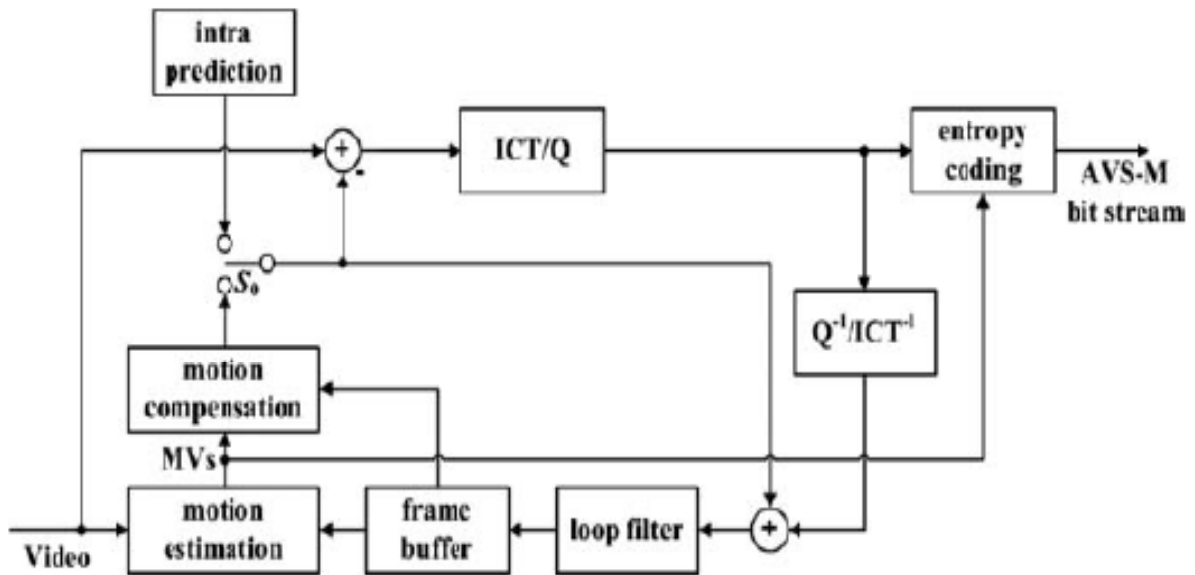 intra
prediction
+
-
ICT/Q
entropy
coding
AVS-M
bit stream
S₀
Q⁻¹/ICT⁻¹
motion
compensation
MVs
Video
motion
estimation
frame
buffer
loop filter
+